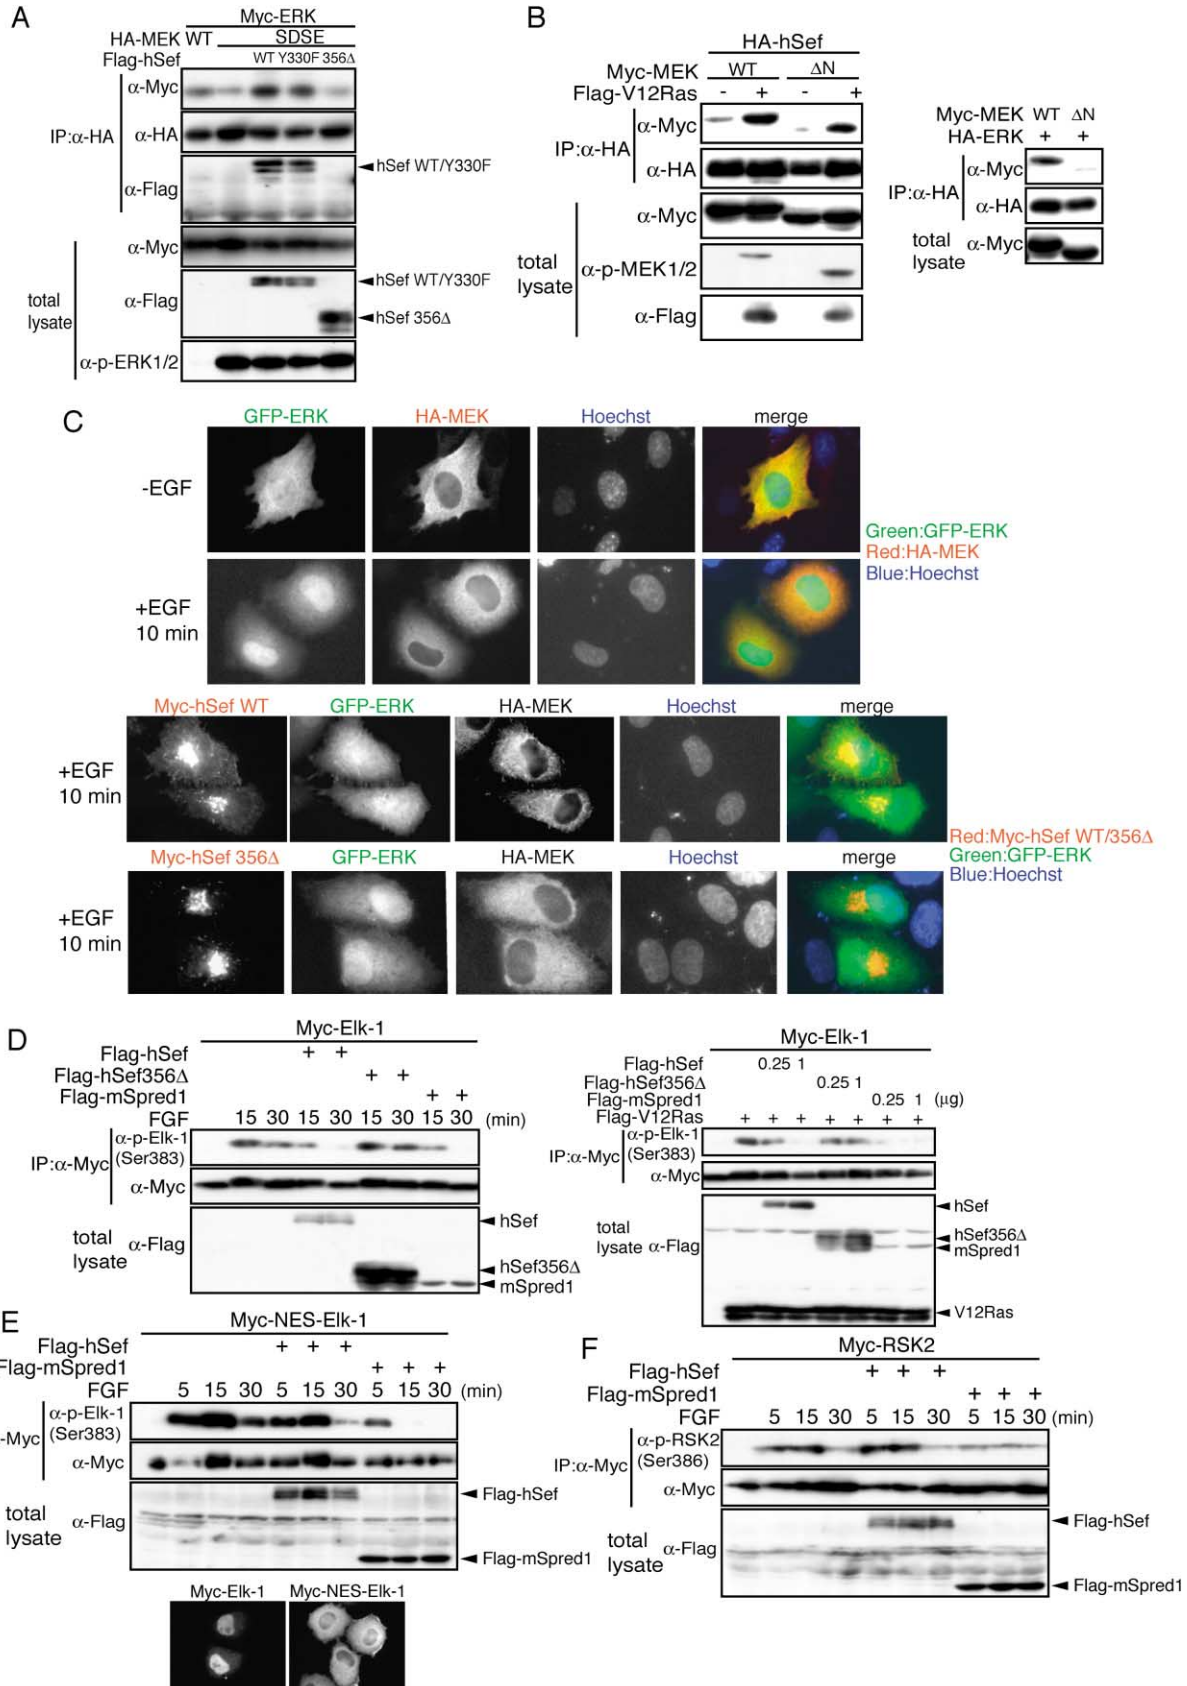 A
Myc-ERK
HA-MEK WT SDSE
Flag-hSef WT Y330F 356Δ
IP:α-HA
α-Myc
α-HA
α-Flag
hSef WT/Y330F
total lysate
α-Myc
α-Flag
hSef WT/Y330F
hSef 356Δ
α-p-ERK1/2
B
HA-hSef
Myc-MEK WT ΔN
Flag-V12Ras - + - +
IP:α-HA
α-Myc
α-HA
total lysate
α-Myc
α-p-MEK1/2
α-Flag
Myc-MEK WT ΔN
HA-ERK + +
IP:α-HA
α-Myc
α-HA
total lysate α-Myc
C
GFP-ERK HA-MEK Hoechst merge
-EGF
+EGF
10 min
Green:GFP-ERK
Red:HA-MEK
Blue:Hoechst
Myc-hSef WT GFP-ERK HA-MEK Hoechst merge
+EGF
10 min
Myc-hSef 356Δ GFP-ERK HA-MEK Hoechst merge
+EGF
10 min
Red:Myc-hSef WT/356Δ
Green:GFP-ERK
Blue:Hoechst
D
Myc-Elk-1
Flag-hSef + +
Flag-hSef356Δ + +
Flag-mSpred1 + +
FGF 15 30 15 30 15 30 15 30 (min)
IP:α-Myc
α-p-Elk-1
(Ser383)
α-Myc
total lysate α-Flag
hSef
hSef356Δ
mSpred1
Myc-Elk-1
Flag-hSef 0.25 1
Flag-hSef356Δ 0.25 1
Flag-mSpred1 0.25 1 (μg)
Flag-V12Ras + + + + + + +
IP:α-Myc
α-p-Elk-1
(Ser383)
α-Myc
total lysate α-Flag
hSef
hSef356Δ
mSpred1
V12Ras
E
Myc-NES-Elk-1
Flag-hSef + + +
Flag-mSpred1 + + +
FGF 5 15 30 5 15 30 5 15 30 (min)
-Myc
α-p-Elk-1
(Ser383)
α-Myc
total lysate α-Flag
Flag-hSef
Flag-mSpred1
Myc-Elk-1 Myc-NES-Elk-1
F
Myc-RSK2
Flag-hSef + + +
Flag-mSpred1 + + +
FGF 5 15 30 5 15 30 5 15 30 (min)
IP:α-Myc
α-p-RSK2
(Ser386)
α-Myc
total lysate α-Flag
Flag-hSef
Flag-mSpred1